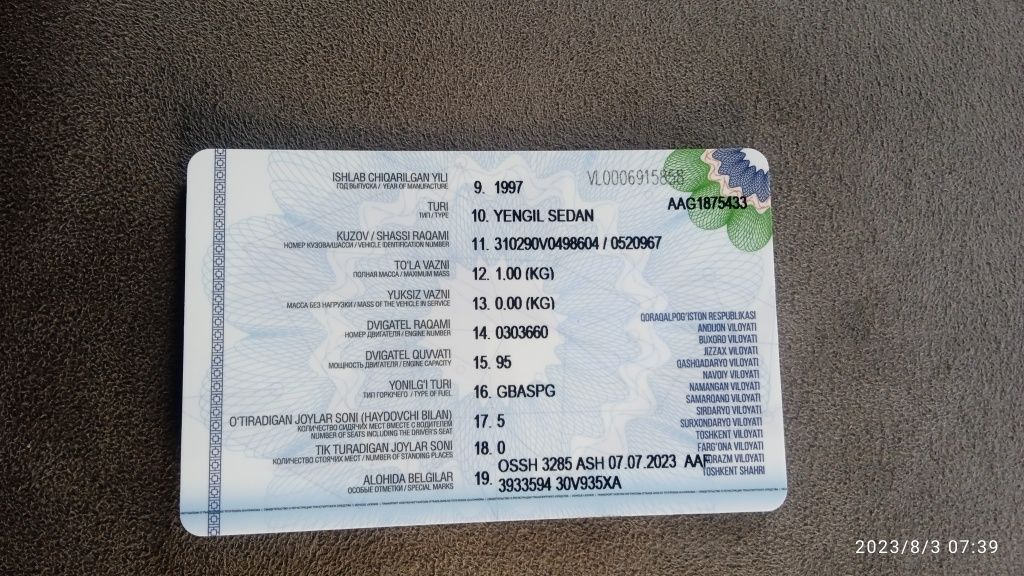 VL0006915858
AAG1875433
ISHLAB CHIQARILGAN YILI
ГОД ВЫПУСКА / YEAR OF MANUFACTURE
9. 1997
TURI
ТИП / TYPE
10. YENGIL SEDAN
KUZOV / SHASSI RAQAMI
НОМЕР КУЗОВА/ШАССИ / VEHICLE IDENTIFICATION NUMBER
11. 310290V0498604 / 0520967
TO'LA VAZNI
ПОЛНАЯ МАССА / MAXIMUM MASS
12. 1.00 (KG)
YUKSIZ VAZNI
МАССА БЕЗ НАГРУЗКИ / MASS OF THE VEHICLE IN SERVICE
13. 0.00 (KG)
DVIGATEL RAQAMI
НОМЕР ДВИГАТЕЛЯ / ENGINE NUMBER
14. 0303660
DVIGATEL QUVVATI
МОЩНОСТЬ ДВИГАТЕЛЯ / ENGINE CAPACITY
15. 95
YONILG'I TURI
ТИП ГОРЮЧЕГО / TYPE OF FUEL
16. GBASPG
O'TIRADIGAN JOYLAR SONI (HAYDOVCHI BILAN)
КОЛИЧЕСТВО СИДЯЧИХ МЕСТ ВМЕСТЕ С ВОДИТЕЛЕМ
NUMBER OF SEATS INCLUDING THE DRIVER'S SEAT
17. 5
TIK TURADIGAN JOYLAR SONI
КОЛИЧЕСТВО СТОЯЧИХ МЕСТ / NUMBER OF STANDING PLACES
18. 0
ALOHIDA BELGILAR
ОСОБЫЕ ОТМЕТКИ / SPECIAL MARKS
19. OSSH 3285 ASH 07.07.2023 AAF
3933594 30V935XA
QORAQALPOG'ISTON RESPUBLIKASI
ANDIJON VILOYATI
BUXORO VILOYATI
JIZZAX VILOYATI
QASHQADARYO VILOYATI
NAVOIY VILOYATI
NAMANGAN VILOYATI
SAMARQAND VILOYATI
SIRDARYO VILOYATI
SURXONDARYO VILOYATI
TOSHKENT VILOYATI
FARG'ONA VILOYATI
XORAZM VILOYATI
TOSHKENT SHAHRI
2023/8/3 07:39